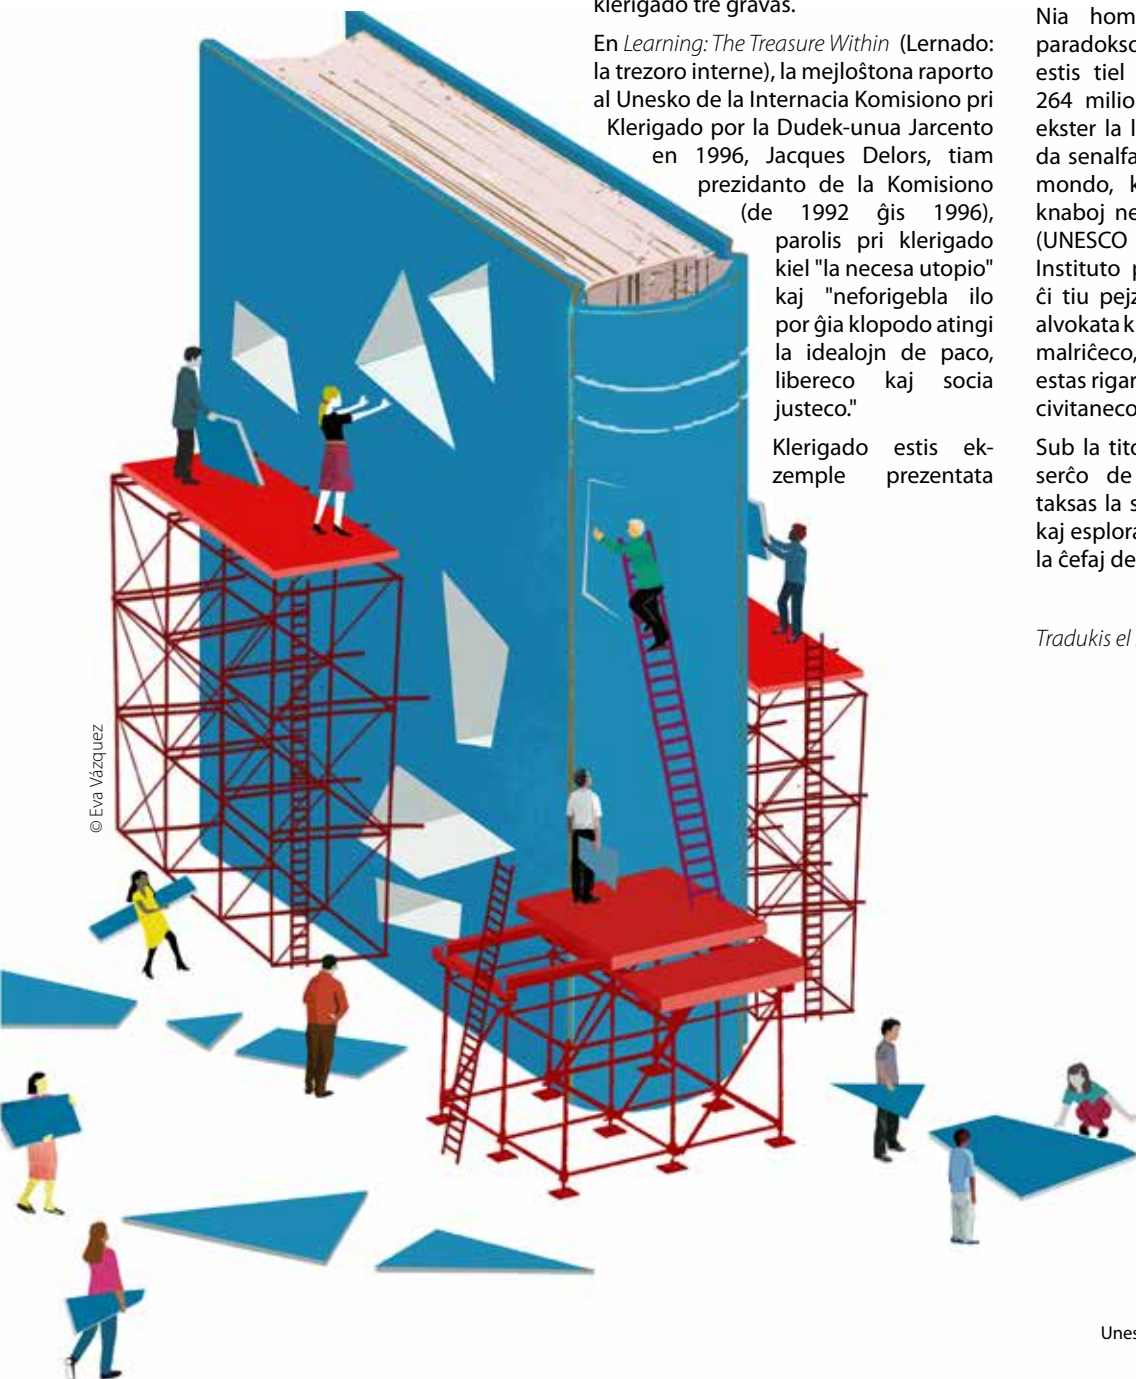 klerigado tre gravas.
En Learning: The Treasure Within (Lernado:
la trezoro interne), la mejloŝtona raporto
al Unesko de la Internacia Komisiono pri
Klerigado por la Dudek-unua Jarcento
en 1996, Jacques Delors, tiam
prezidanto de la Komisiono
(de 1992 ĝis 1996),
parolis pri klerigado
kiel "la necesa utopio"
kaj "neforigebla ilo
por ĝia klopodo atingi
la idealojn de paco,
libereco kaj socia
justeco."
Klerigado estis ek-
zemple prezentata
Nia hom
paradokso
estis tiel
264 milio
ekster la l
da senalfa
mondo, k
knaboj ne
(UNESCO
Instituto p
ĉi tiu pejz
alvokata k
malriĉeco,
estas rigar
civitaneco
Sub la tito
serĉo de
taksas la s
kaj esplora
la ĉefaj de
Tradukis el
© Eva Vázquez
Unes